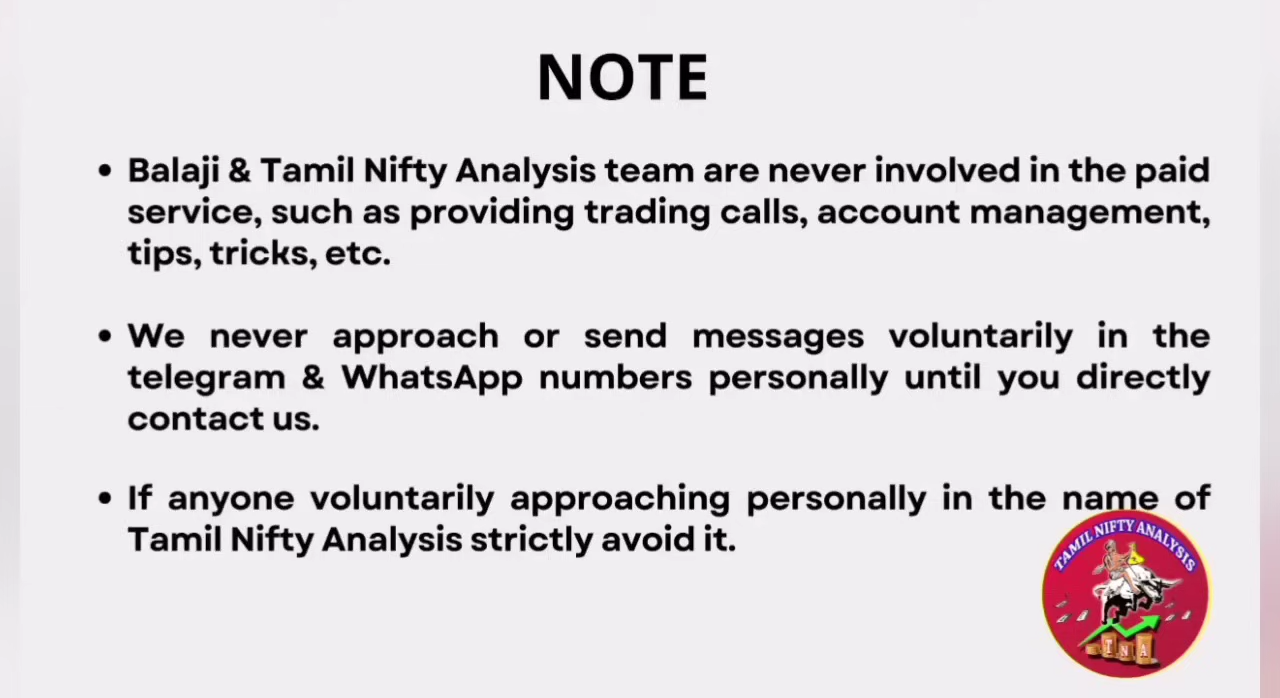 NOTE
• Balaji & Tamil Nifty Analysis team are never involved in the paid
service, such as providing trading calls, account management,
tips, tricks, etc.
• We never approach or send messages voluntarily in the
telegram & WhatsApp numbers personally until you directly
contact us.
• If anyone voluntarily approaching personally in the name of
Tamil Nifty Analysis strictly avoid it.
TAMIL NIFTY ANALYSIS
T N A